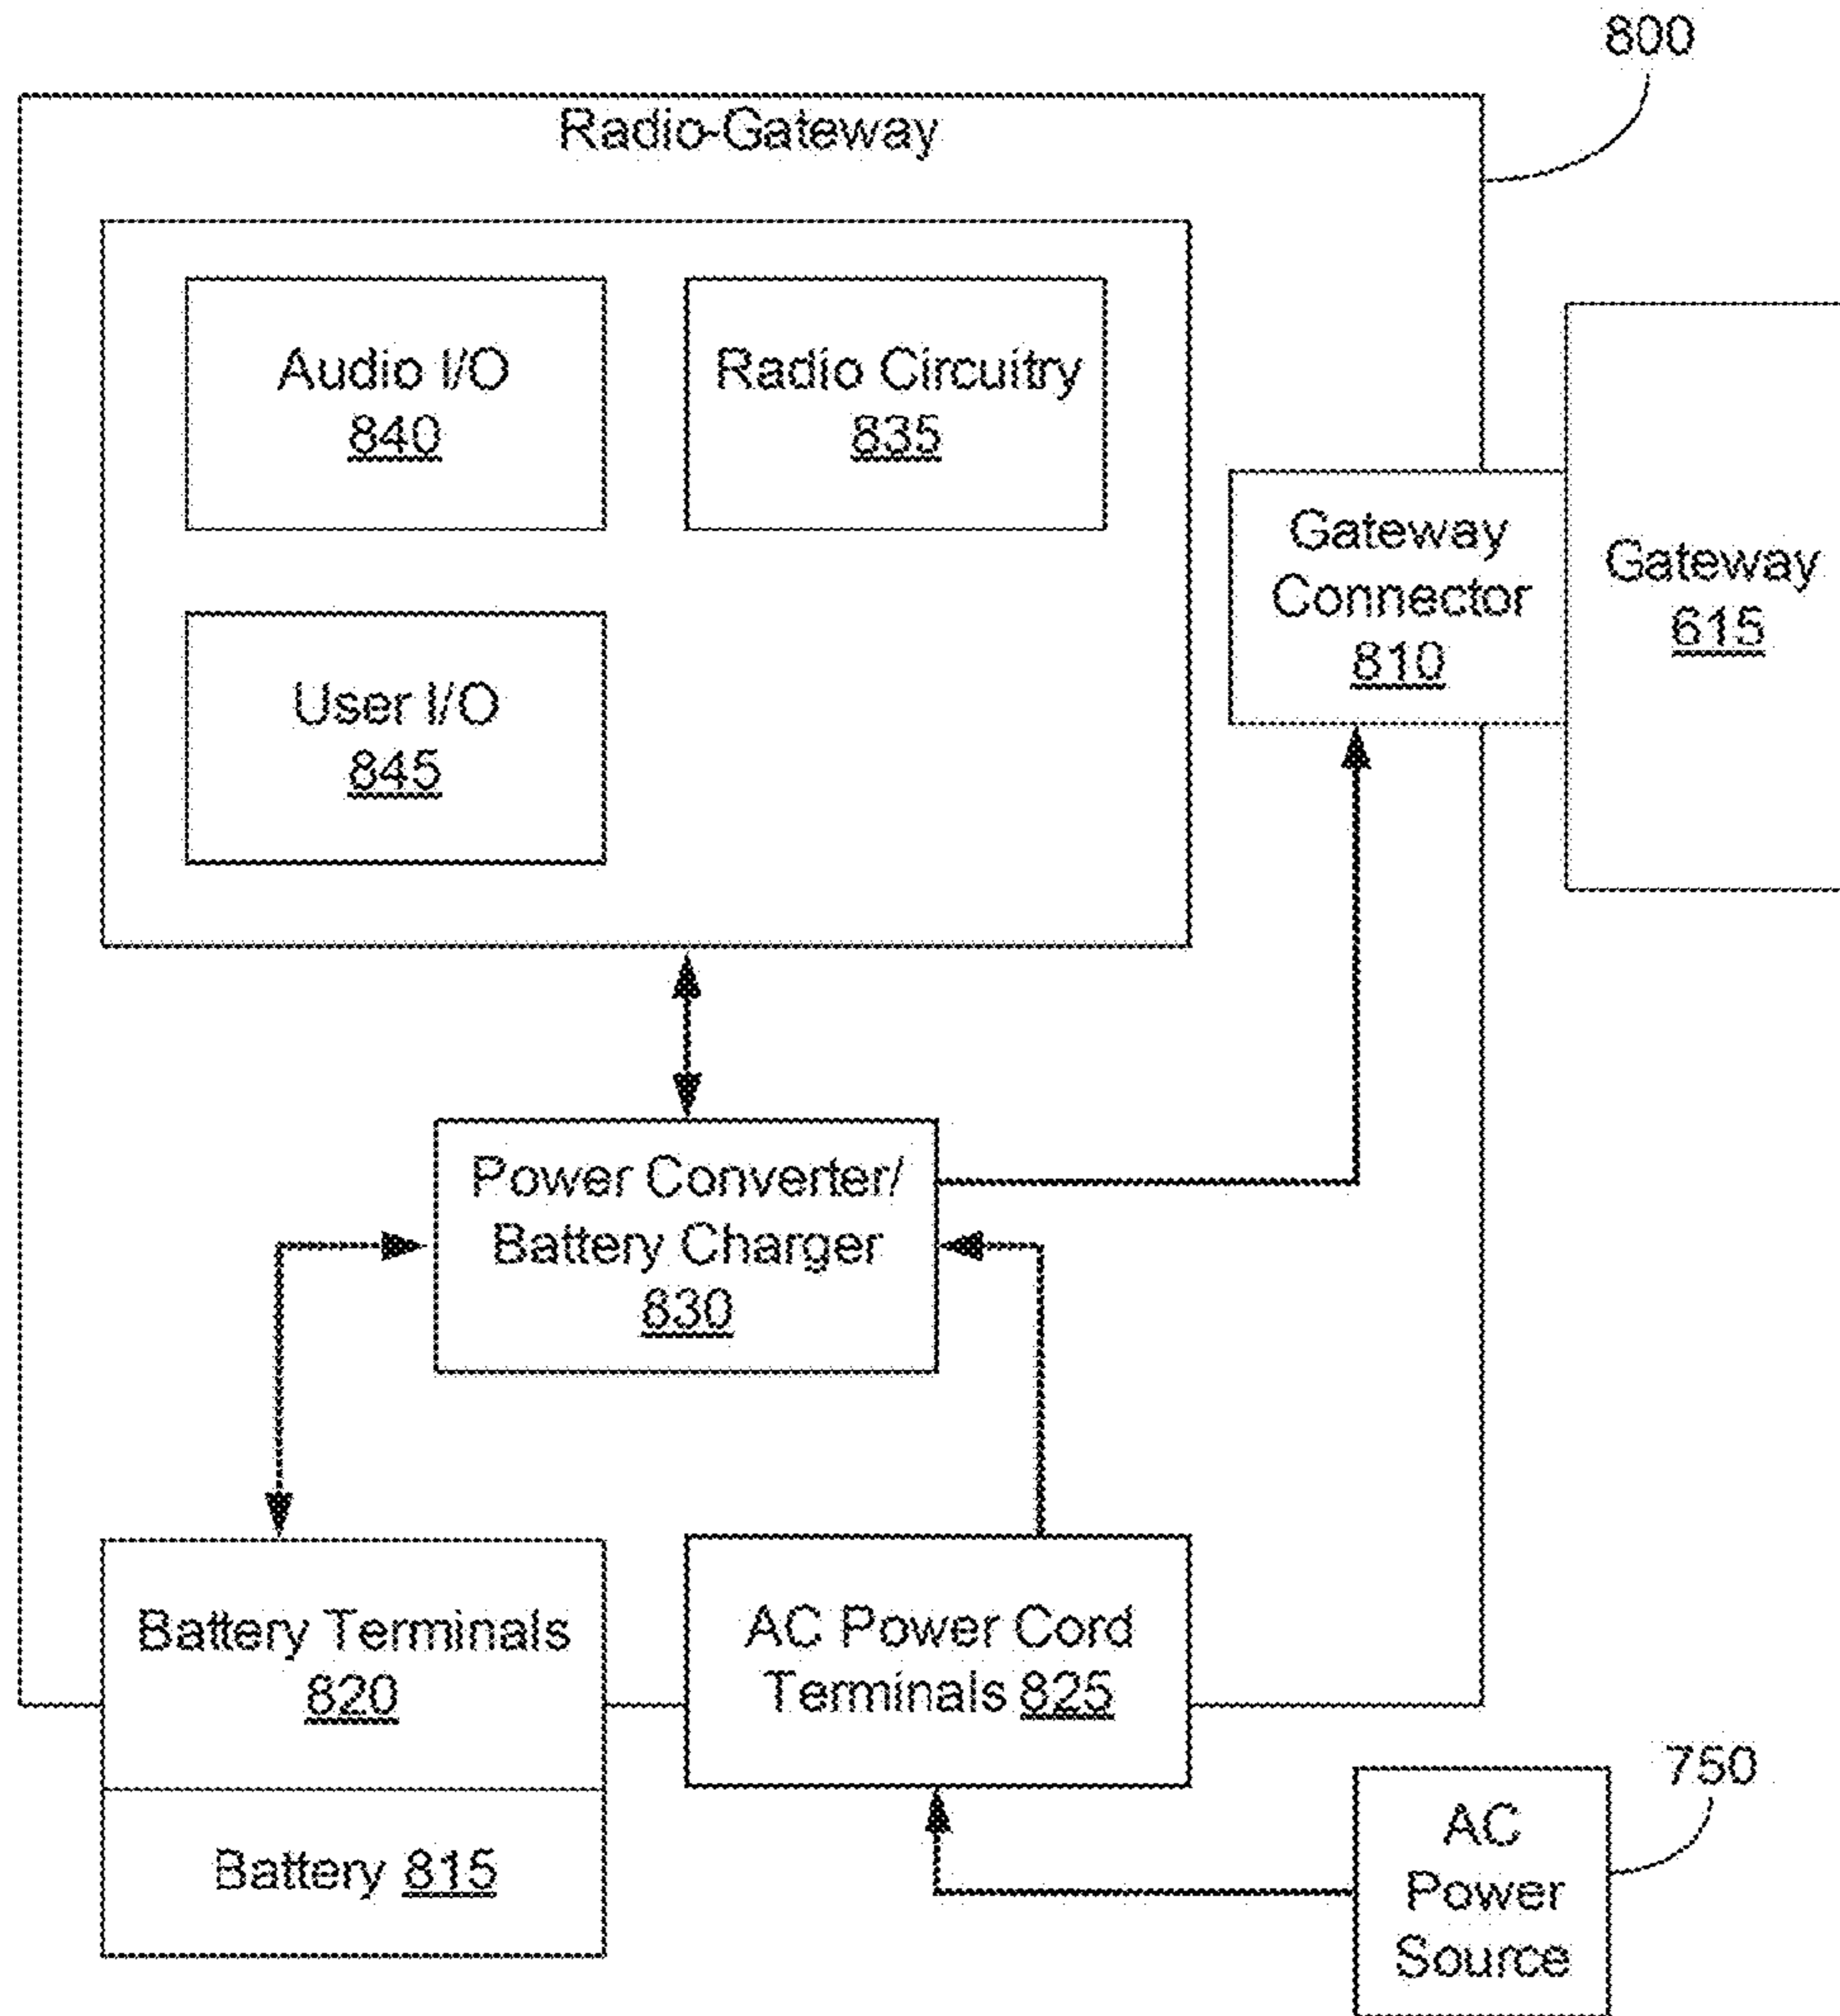 800
Radio-Gateway
Audio I/O
840
Radio Circuitry
835
Gateway
Connector
810
Gateway
615
User I/O
845
Power Converter/
Battery Charger
830
Battery Terminals
820
AC Power Cord
Terminals 825
750
Battery 815
AC
Power
Source